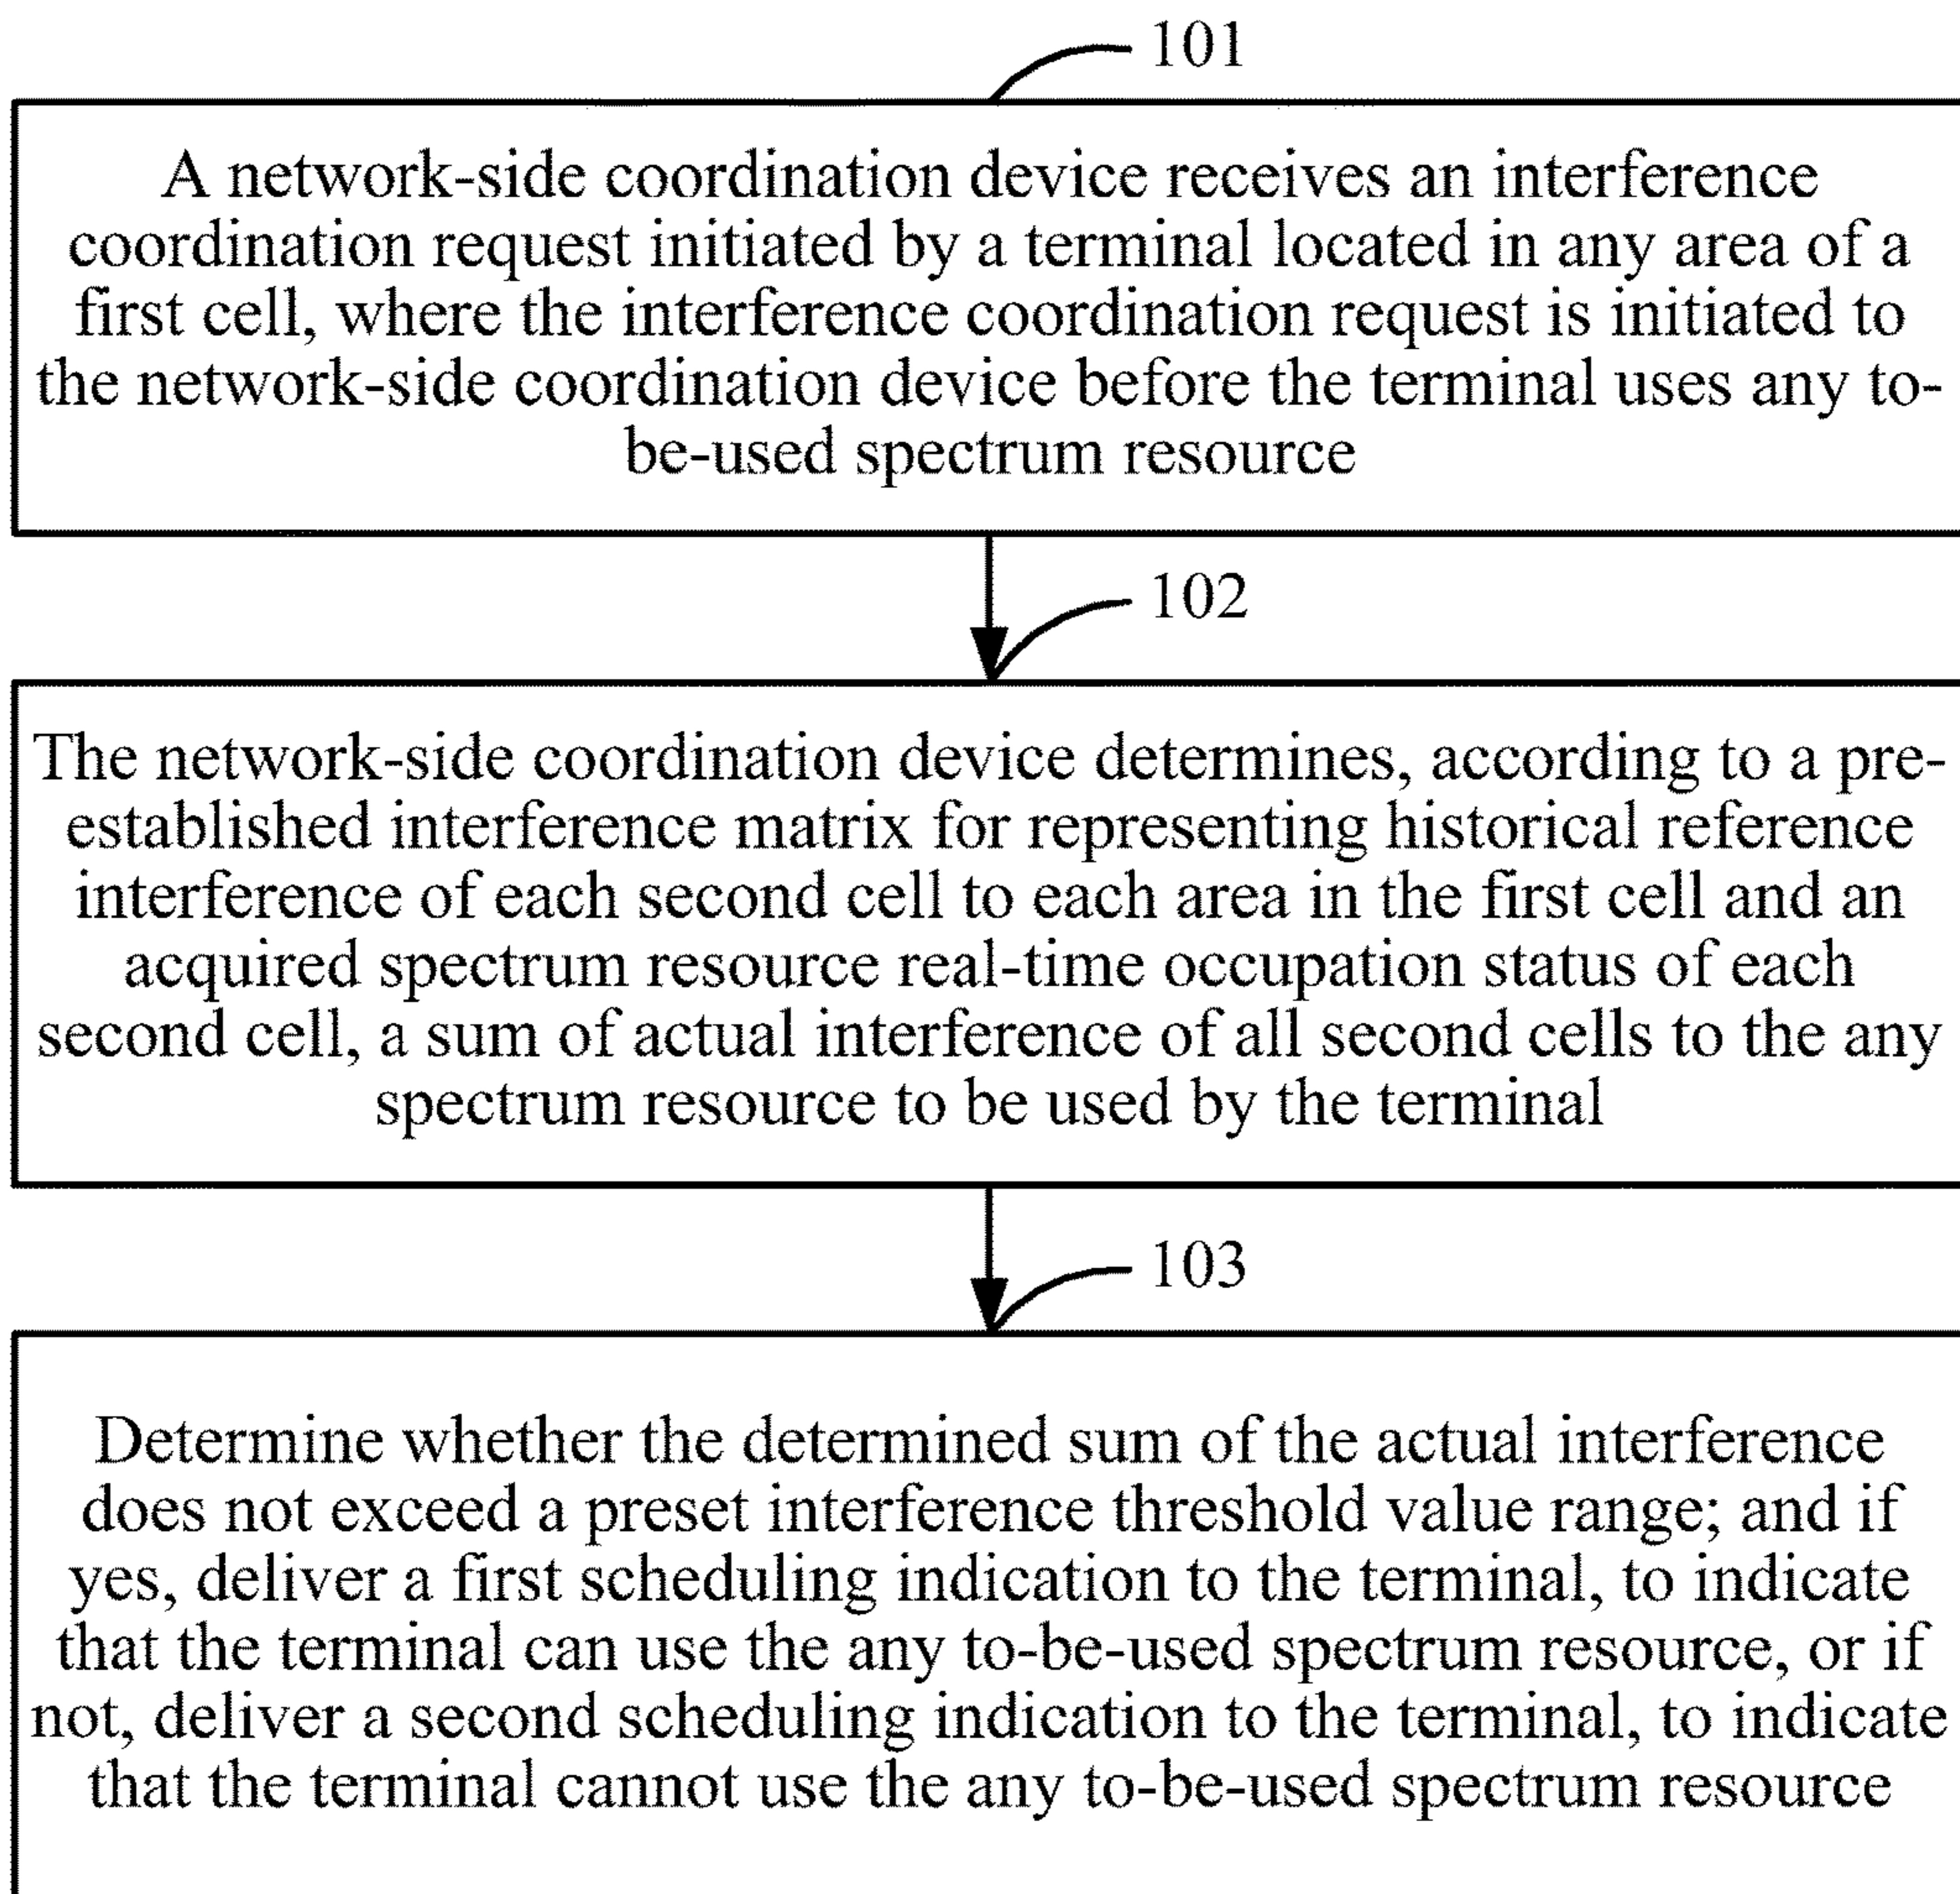 101
A network-side coordination device receives an interference
coordination request initiated by a terminal located in any area of a
first cell, where the interference coordination request is initiated to
the network-side coordination device before the terminal uses any to-
be-used spectrum resource
102
The network-side coordination device determines, according to a pre-
established interference matrix for representing historical reference
interference of each second cell to each area in the first cell and an
acquired spectrum resource real-time occupation status of each
second cell, a sum of actual interference of all second cells to the any
spectrum resource to be used by the terminal
103
Determine whether the determined sum of the actual interference
does not exceed a preset interference threshold value range; and if
yes, deliver a first scheduling indication to the terminal, to indicate
that the terminal can use the any to-be-used spectrum resource, or if
not, deliver a second scheduling indication to the terminal, to indicate
that the terminal cannot use the any to-be-used spectrum resource